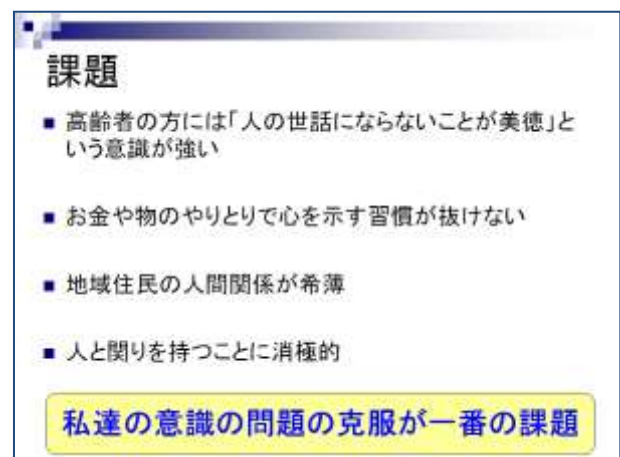 課題
■ 高齢者の方には「人の世話にならないことが美徳」と
いう意識が強い
■ お金や物のやりとりで心を示す習慣が抜けない
■ 地域住民の人間関係が希薄
■ 人と関りを持つことに消極的
私達の意識の問題の克服が一番の課題